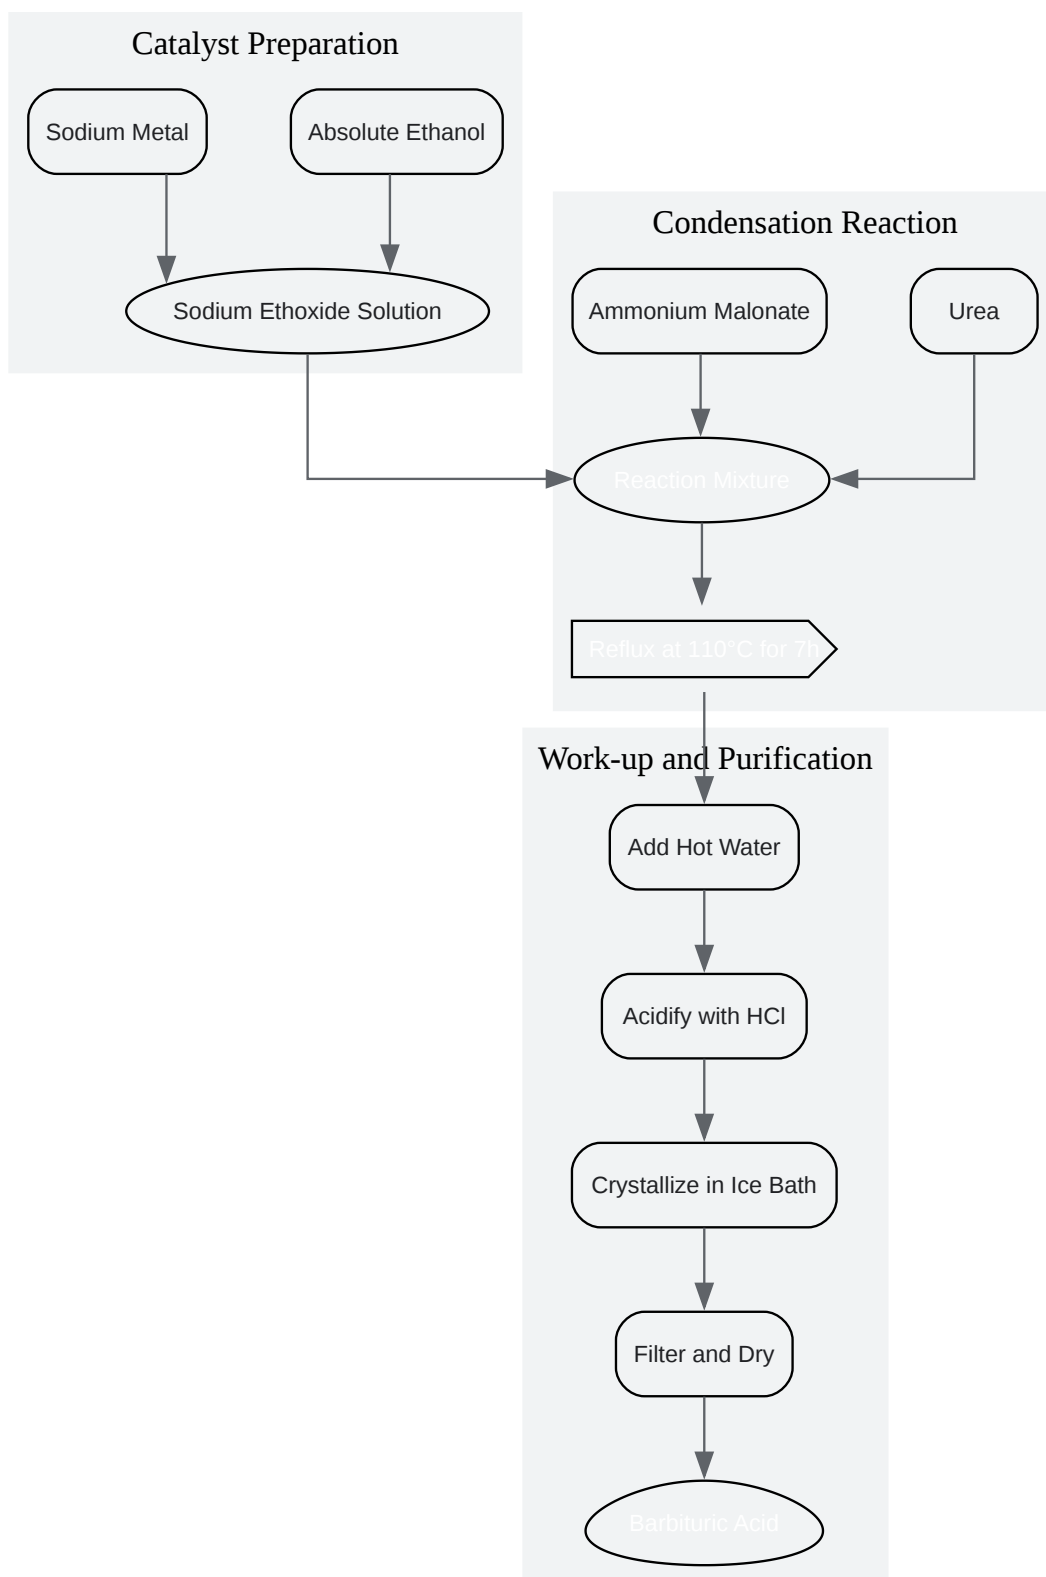 Catalyst Preparation
Sodium Metal
Absolute Ethanol
Sodium Ethoxide Solution
Condensation Reaction
Ammonium Malonate
Urea
Reaction Mixture
Reflux at 110°C for 7h
Work-up and Purification
Add Hot Water
Acidify with HCl
Crystallize in Ice Bath
Filter and Dry
Barbituric Acid